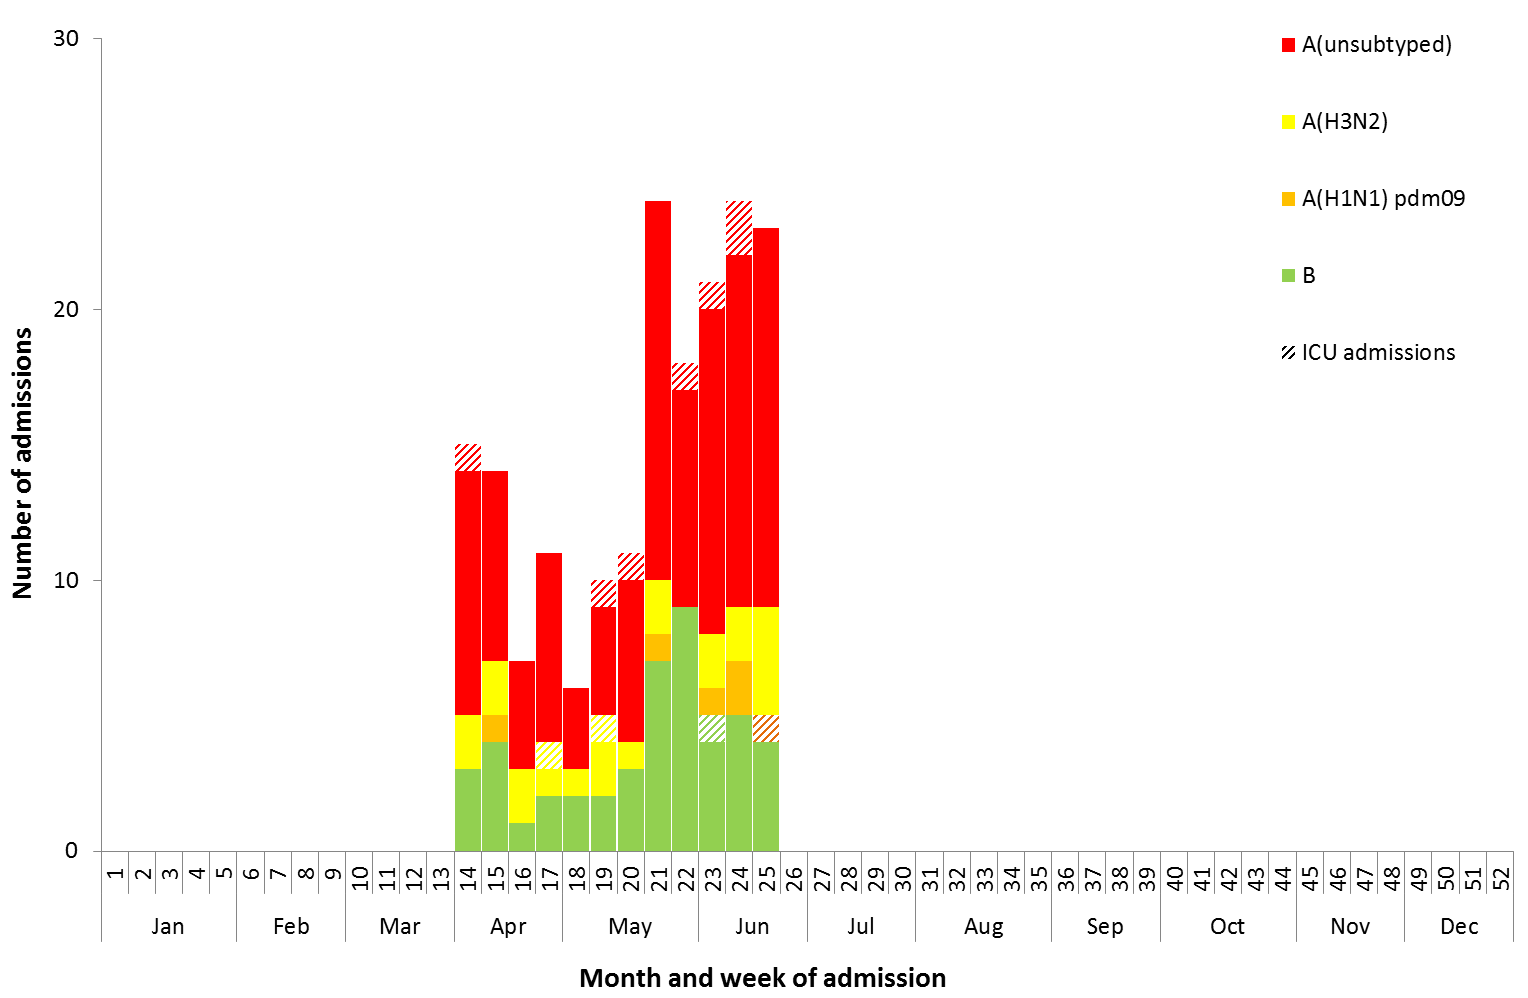 30
20
10
0
Number of admissions
A(unsubtyped)
A(H3N2)
A(H1N1) pdm09
B
ICU admissions
1 2 3 4 5 6 7 8 9 10 11 12 13 14 15 16 17 18 19 20 21 22 23 24 25 26 27 28 29 30 31 32 33 34 35 36 37 38 39 40 41 42 43 44 45 46 47 48 49 50 51 52
Jan Feb Mar Apr May Jun Jul Aug Sep Oct Nov Dec
Month and week of admission